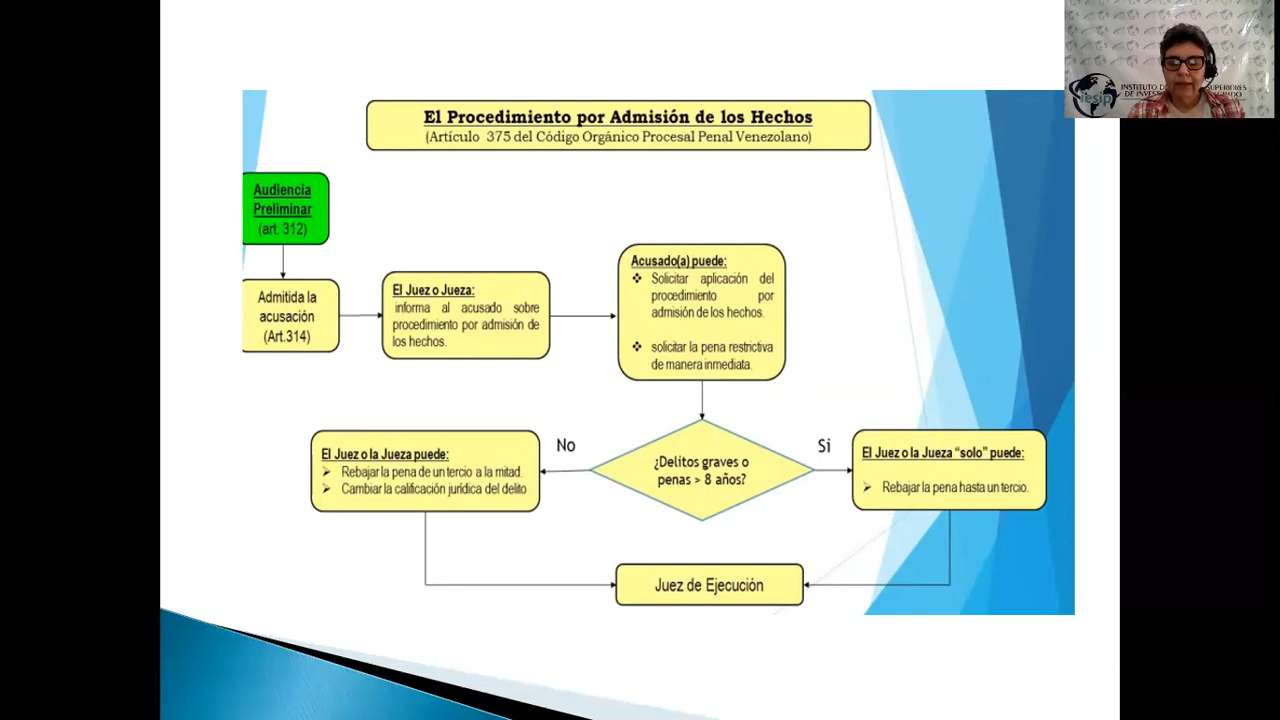 El Procedimiento por Admisión de los Hechos
(Artículo 375 del Código Orgánico Procesal Penal Venezolano)
Audiencia
Preliminar
(art. 312)
Admitida la
acusación
(Art.314)
El Juez o Jueza:
informa al acusado sobre
procedimiento por admisión de
los hechos.
Acusado(a) puede:
❖ Solicitar aplicación del
procedimiento por
admisión de los hechos.
❖ solicitar la pena restrictiva
de manera inmediata.
¿Delitos graves o
penas > 8 años?
No
Si
El Juez o la Jueza puede:
➢ Rebajar la pena de un tercio a la mitad.
➢ Cambiar la calificación jurídica del delito
El Juez o la Jueza “solo” puede:
➢ Rebajar la pena hasta un tercio.
Juez de Ejecución
iesip
INSTITUTO SUPERIORES
DE